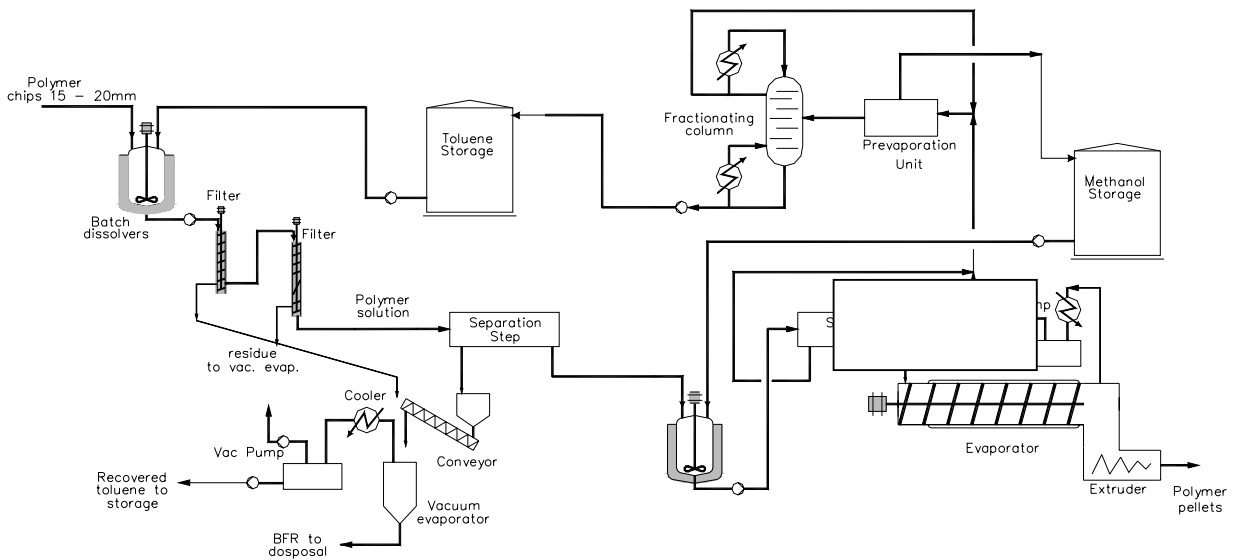 Polymer
chips 15 - 20mm
Batch
dissolvers
Filter
Filter
Toluene
Storage
Fractionating
column
Prevaporation
Unit
Methanol
Storage
Polymer
solution
Separation
Step
residue
to vac. evap.
Cooler
Vac Pump
Recovered
toluene to
storage
Conveyor
Vacuum
evaporator
BFR to
dosposal
Evaporator
Extruder
Polymer
pellets